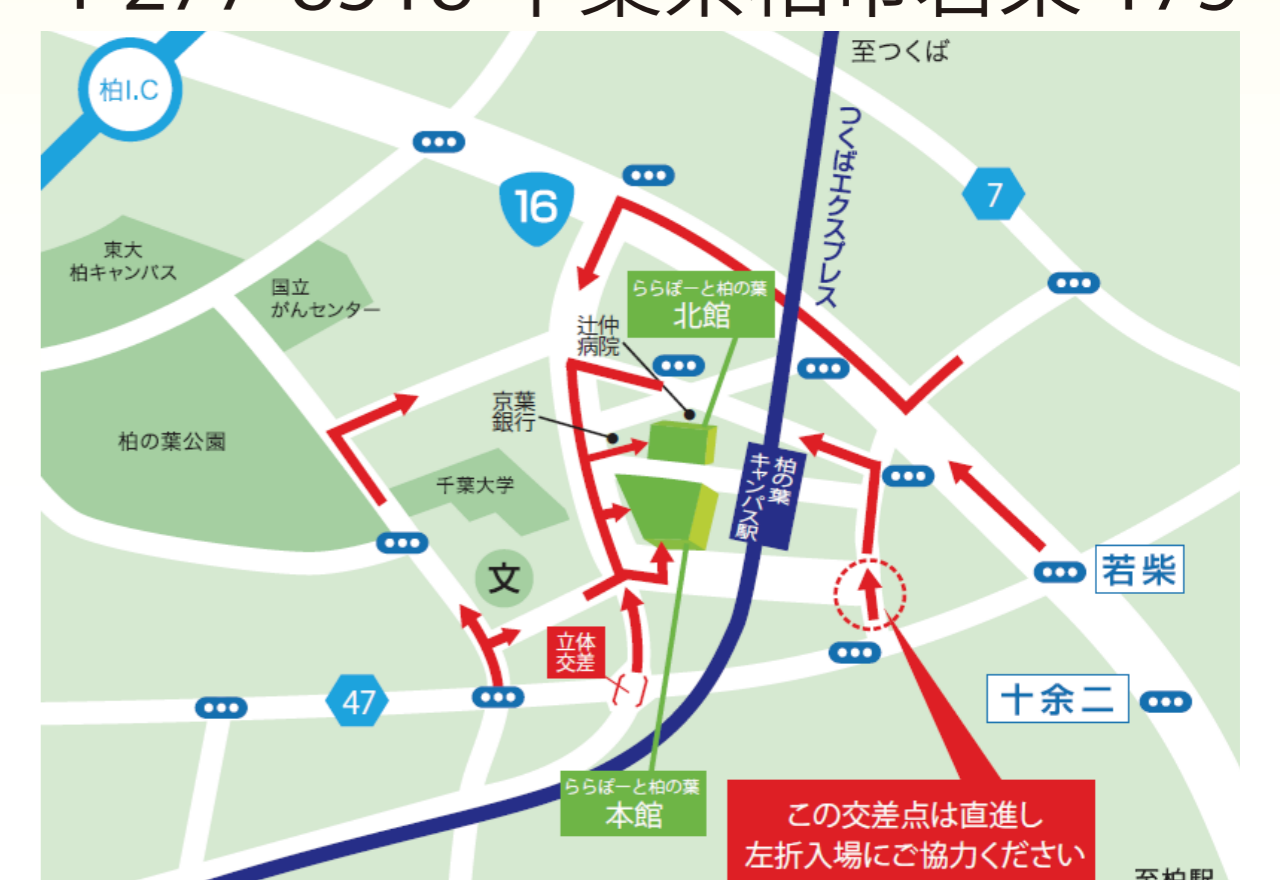 至つくば
柏I.C
つくばエクスプレス
16
7
東大
柏キャンパス
国立
がんセンター
ららぽーと柏の葉
北館
辻仲
病院
京葉
銀行
柏の葉公園
千葉大学
柏の葉
キャンパス駅
文
若柴
立体
交差
47
十余二
ららぽーと柏の葉
本館
この交差点は直進し
左折入場にご協力ください